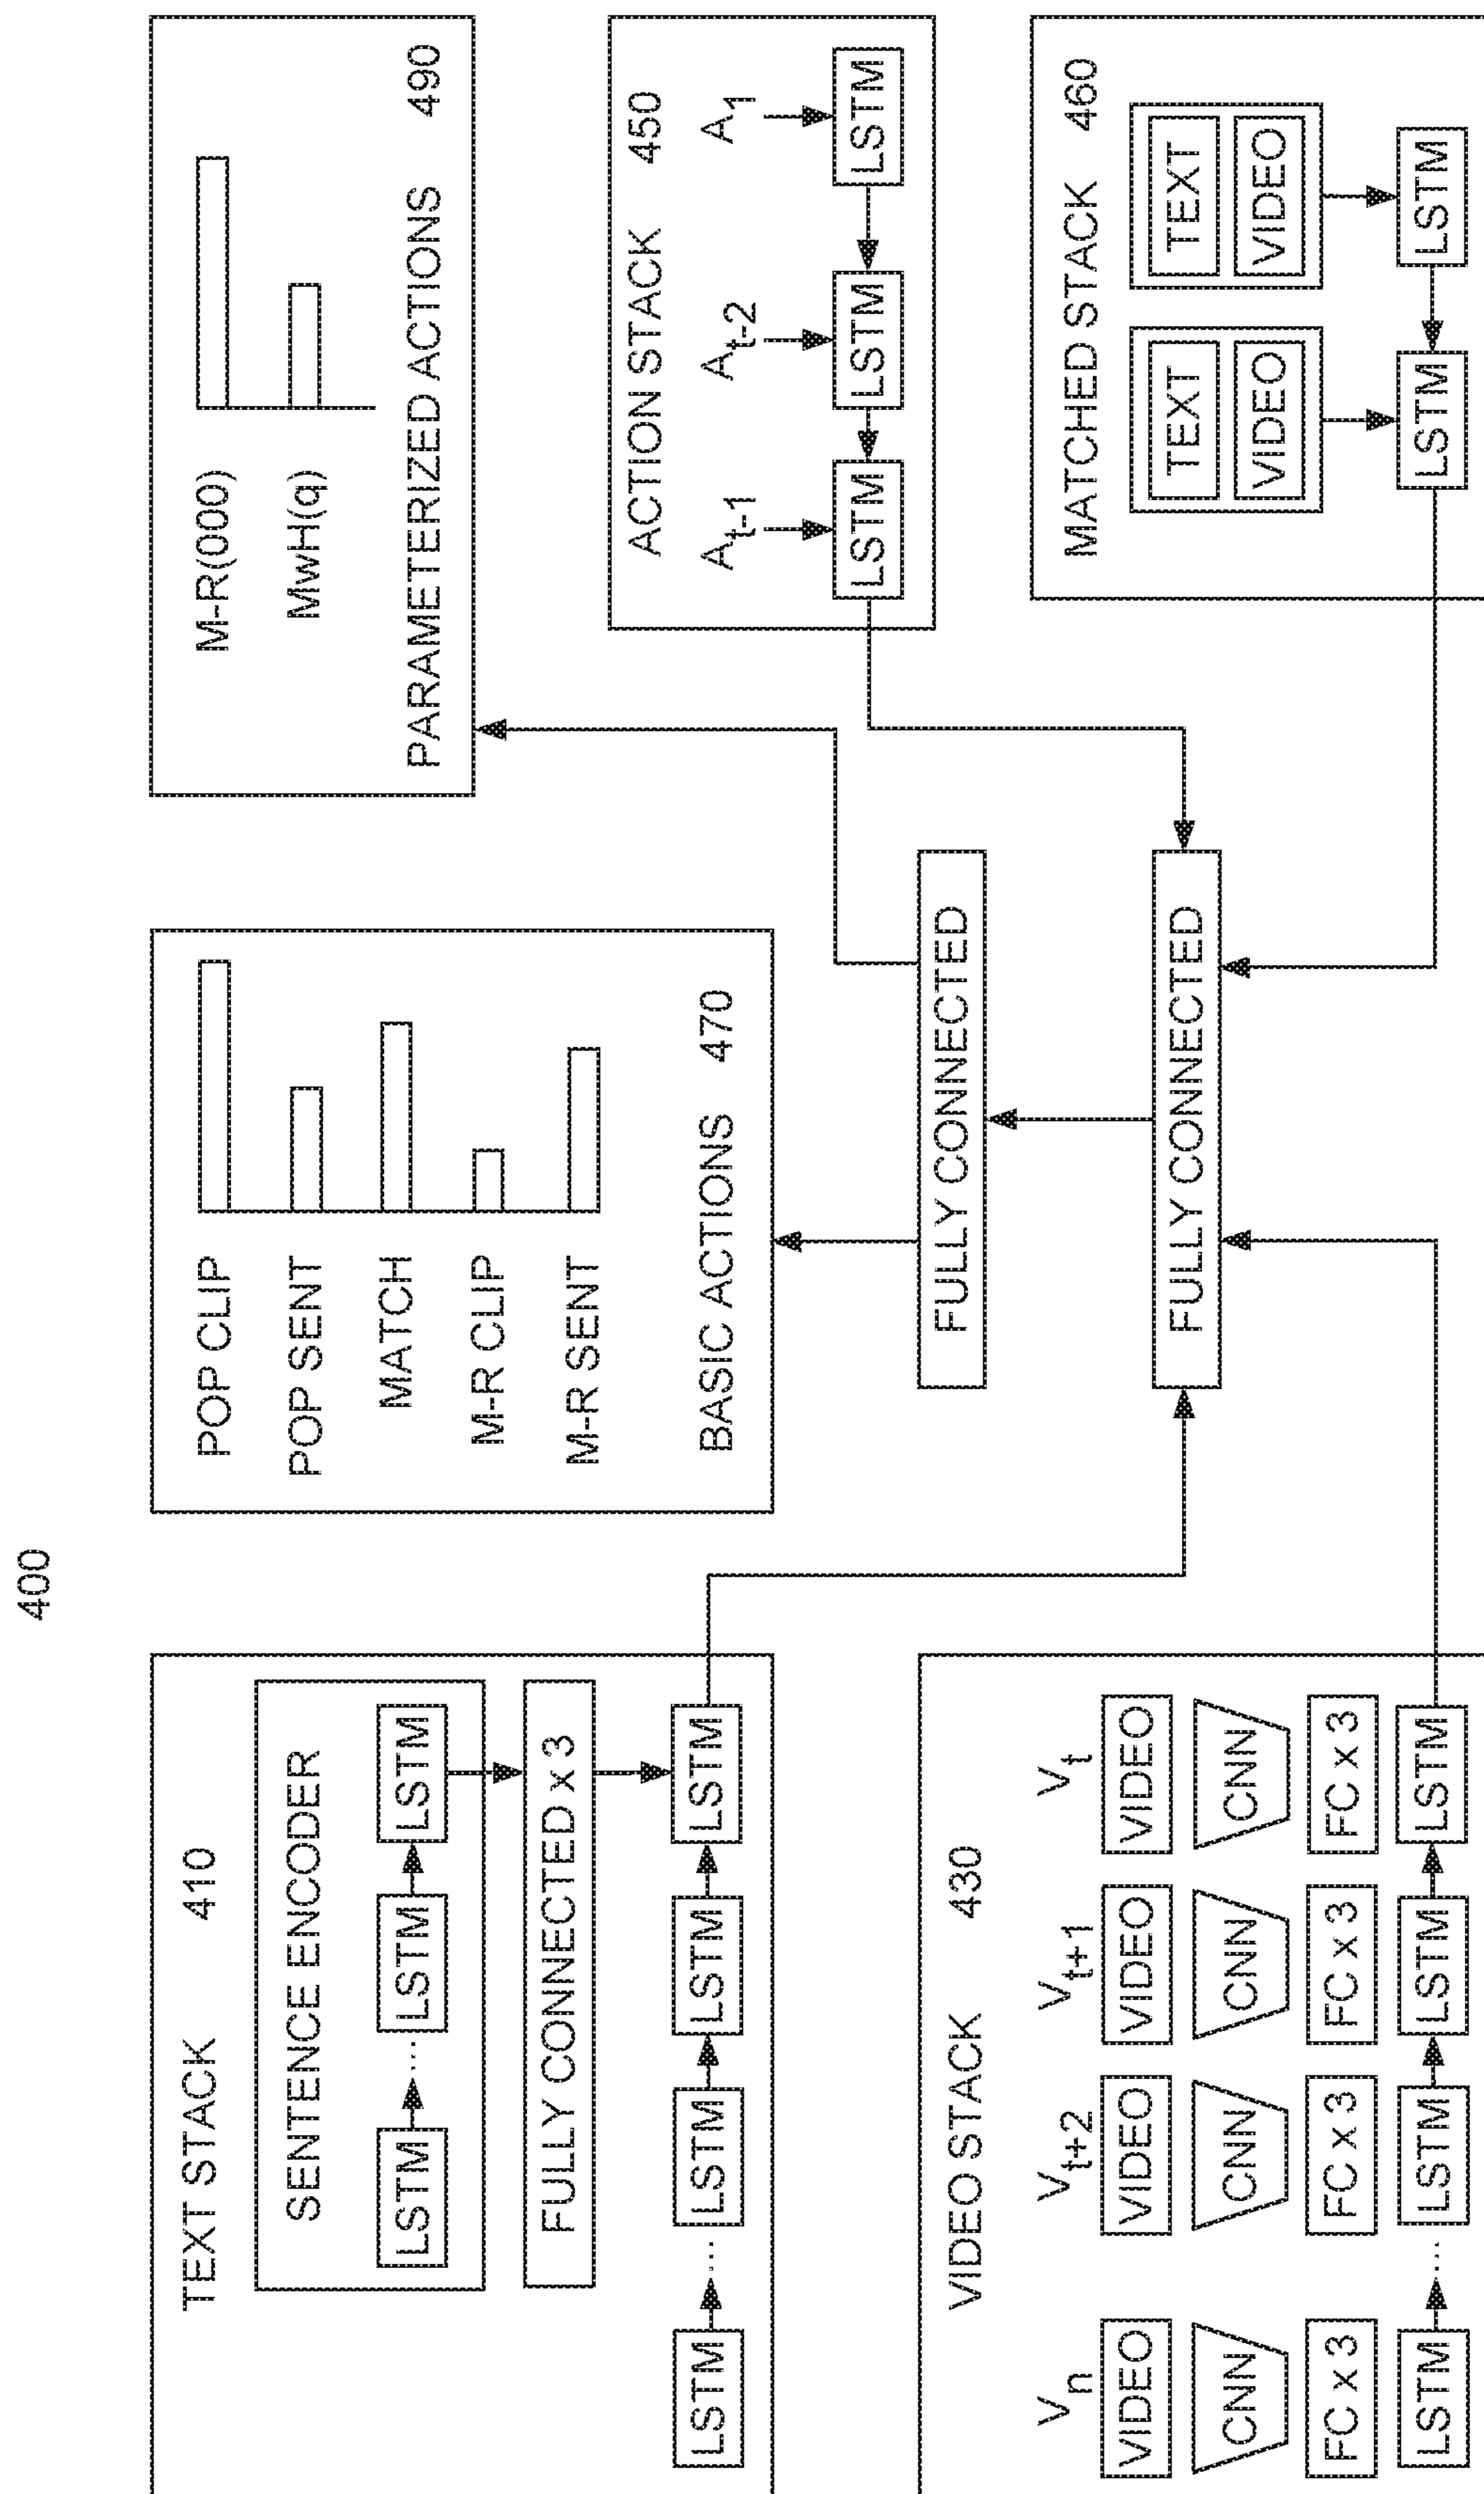 400
TEXT STACK 410
SENTENCE ENCODER
LSTM ... LSTM LSTM
FULLY CONNECTED x 3
LSTM ... LSTM LSTM LSTM
POP CLIP
POP SENT
MATCH
M-R CLIP
M-R SENT
BASIC ACTIONS 470
M-R(000)
MwH(q)
PARAMETERIZED ACTIONS 490
VIDEO STACK 430
Vn Vt+2 Vt+1 Vt
VIDEO VIDEO VIDEO VIDEO
CNN CNN CNN CNN
FC x 3 FC x 3 FC x 3 FC x 3
LSTM ... LSTM LSTM LSTM
FULLY CONNECTED
FULLY CONNECTED
ACTION STACK 450
At-1 At-2 A1
LSTM LSTM LSTM
MATCHED STACK 460
TEXT TEXT
VIDEO VIDEO
LSTM LSTM